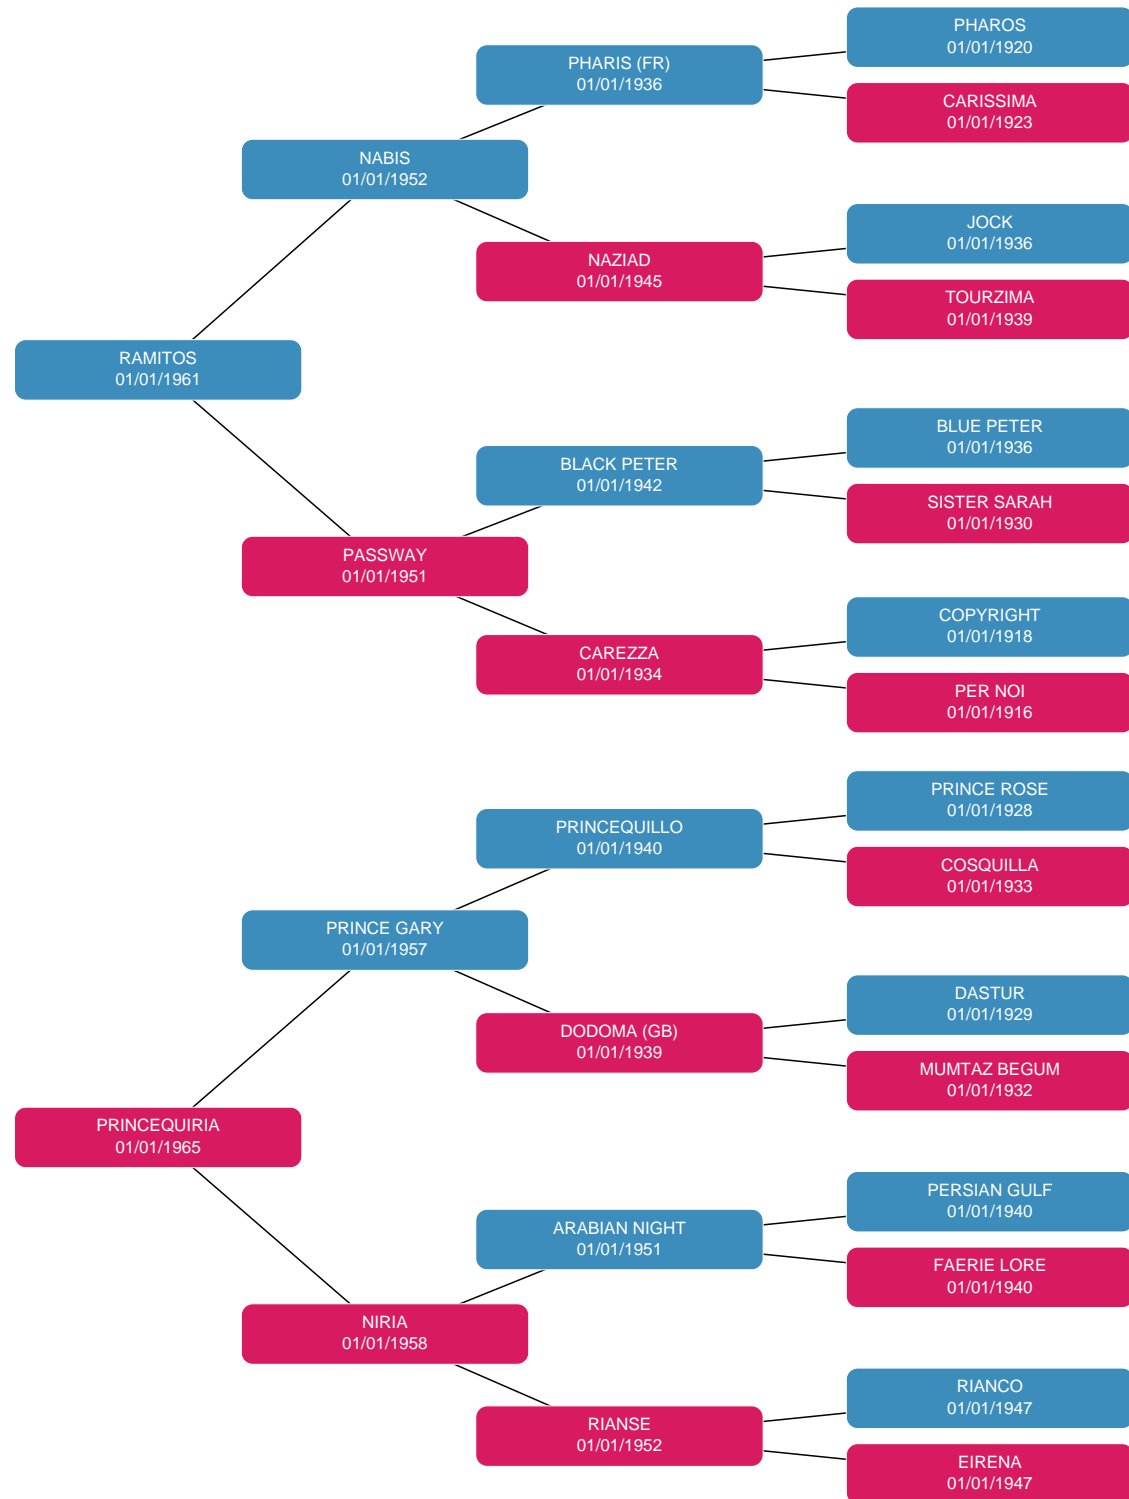 PHAROS
01/01/1920
PHARIS (FR)
01/01/1936
CARISSIMA
01/01/1923
NABIS
01/01/1952
JOCK
01/01/1936
NAZIAD
01/01/1945
TOURZIMA
01/01/1939
RAMITOS
01/01/1961
BLUE PETER
01/01/1936
BLACK PETER
01/01/1942
SISTER SARAH
01/01/1930
PASSWAY
01/01/1951
COPYRIGHT
01/01/1918
CAREZZA
01/01/1934
PER NOI
01/01/1916
PRINCE ROSE
01/01/1928
PRINCEQUILLO
01/01/1940
COSQUILLA
01/01/1933
PRINCE GARY
01/01/1957
DASTUR
01/01/1929
DODOMA (GB)
01/01/1939
MUMTAZ BEGUM
01/01/1932
PRINCEQUIRIA
01/01/1965
PERSIAN GULF
01/01/1940
ARABIAN NIGHT
01/01/1951
FAERIE LORE
01/01/1940
NIRIA
01/01/1958
RIANCO
01/01/1947
RIANSE
01/01/1952
EIRENA
01/01/1947